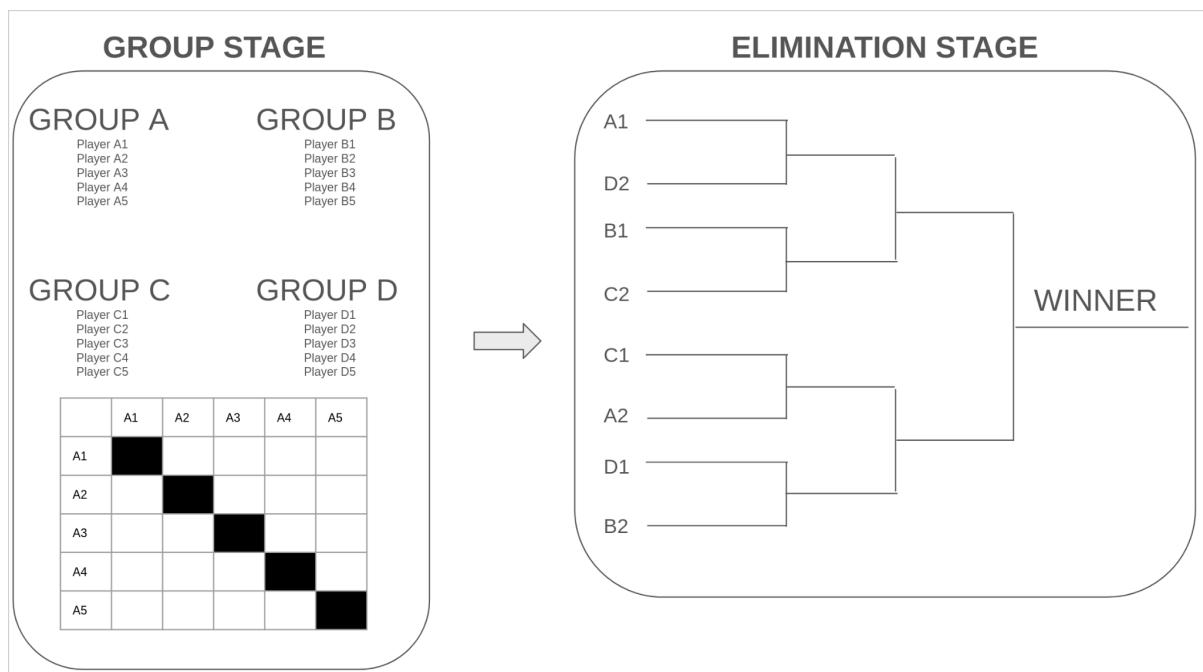 GROUP STAGE
GROUP A
Player A1
Player A2
Player A3
Player A4
Player A5
GROUP B
Player B1
Player B2
Player B3
Player B4
Player B5
GROUP C
Player C1
Player C2
Player C3
Player C4
Player C5
GROUP D
Player D1
Player D2
Player D3
Player D4
Player D5
A1 A2 A3 A4 A5
A1
A2
A3
A4
A5
ELIMINATION STAGE
A1
D2
B1
C2
C1
A2
D1
B2
WINNER